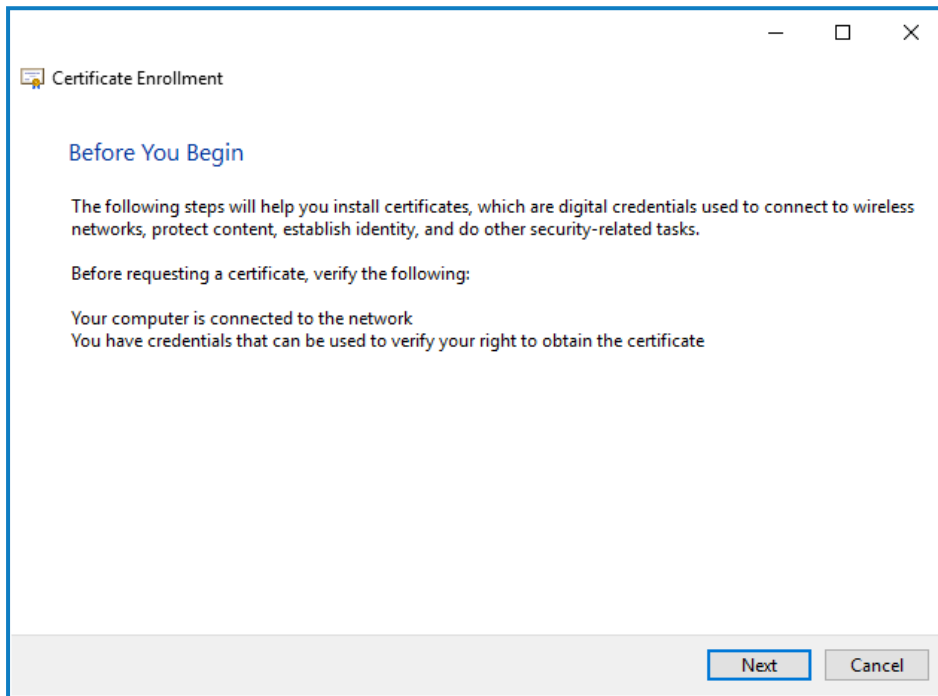 Certificate Enrollment
Before You Begin
The following steps will help you install certificates, which are digital credentials used to connect to wireless
networks, protect content, establish identity, and do other security-related tasks.
Before requesting a certificate, verify the following:
Your computer is connected to the network
You have credentials that can be used to verify your right to obtain the certificate
Next Cancel